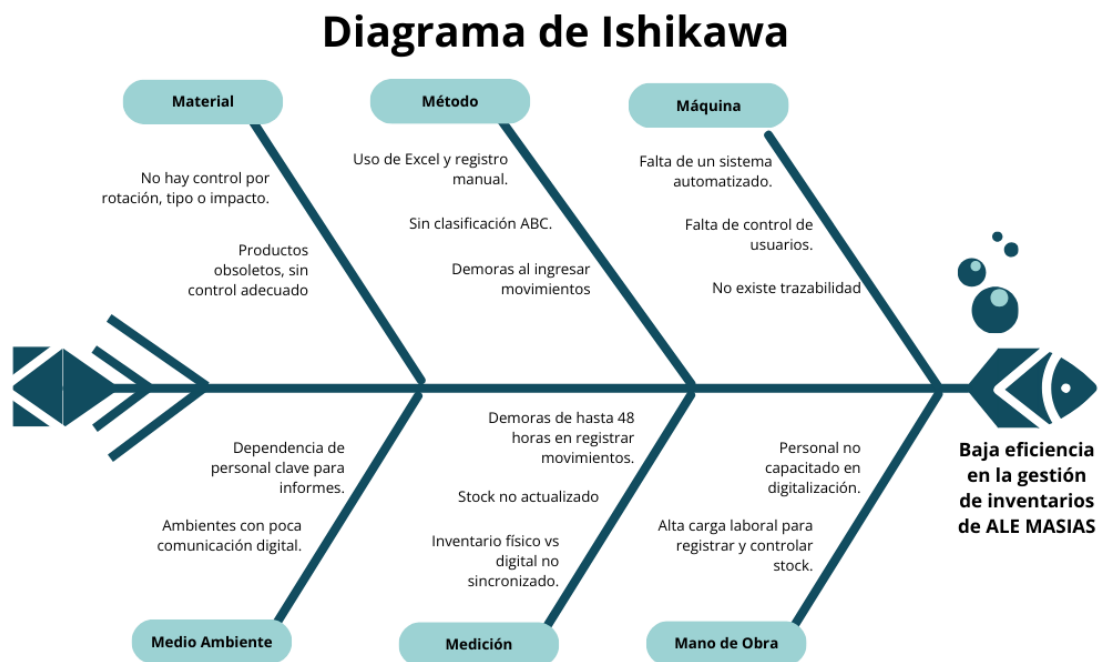 Diagrama de Ishikawa
Material
Método
Máquina
No hay control por
rotación, tipo o impacto.
Productos
obsoletos, sin
control adecuado
Uso de Excel y registro
manual.
Sin clasificación ABC.
Demoras al ingresar
movimientos
Falta de un sistema
automatizado.
Falta de control de
usuarios.
No existe trazabilidad
Dependencia de
personal clave para
informes.
Ambientes con poca
comunicación digital.
Demoras de hasta 48
horas en registrar
movimientos.
Stock no actualizado
Inventario físico vs
digital no
sincronizado.
Personal no
capacitado en
digitalización.
Alta carga laboral para
registrar y controlar
stock.
Baja eficiencia
en la gestión
de inventarios
de ALE MASIAS
Medio Ambiente
Medición
Mano de Obra